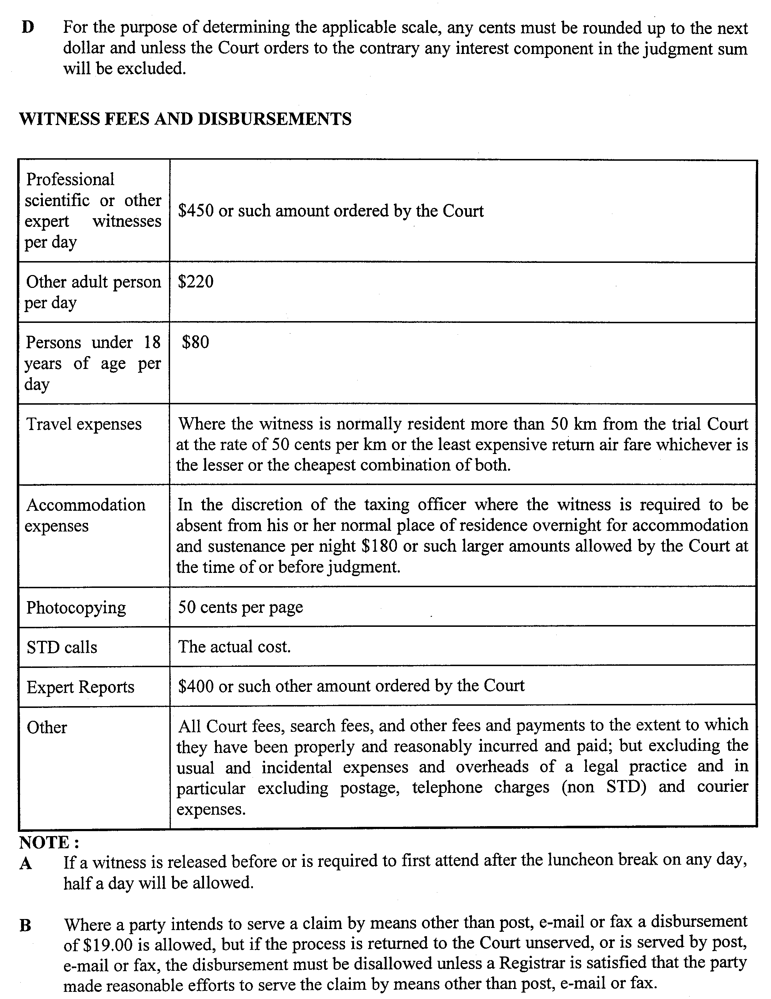 D For the purpose of determining the applicable scale, any cents must be rounded up to the next
dollar and unless the Court orders to the contrary any interest component in the judgment sum
will be excluded.
WITNESS FEES AND DISBURSEMENTS
Professional
scientific or other
expert witnesses
per day
$450 or such amount ordered by the Court
Other adult person
per day
$220
Persons under 18
years of age per
day
$80
Travel expenses
Where the witness is normally resident more than 50 km from the trial Court
at the rate of 50 cents per km or the least expensive return air fare whichever is
the lesser or the cheapest combination of both.
Accommodation
expenses
In the discretion of the taxing officer where the witness is required to be
absent from his or her normal place of residence overnight for accommodation
and sustenance per night $180 or such larger amounts allowed by the Court at
the time of or before judgment.
Photocopying
50 cents per page
STD calls
The actual cost.
Expert Reports
$400 or such other amount ordered by the Court
Other
All Court fees, search fees, and other fees and payments to the extent to which
they have been properly and reasonably incurred and paid; but excluding the
usual and incidental expenses and overheads of a legal practice and in
particular excluding postage, telephone charges (non STD) and courier
expenses.
NOTE :
A If a witness is released before or is required to first attend after the luncheon break on any day,
half a day will be allowed.
B Where a party intends to serve a claim by means other than post, e-mail or fax a disbursement
of $19.00 is allowed, but if the process is returned to the Court unserved, or is served by post,
e-mail or fax, the disbursement must be disallowed unless a Registrar is satisfied that the party
made reasonable efforts to serve the claim by means other than post, e-mail or fax.